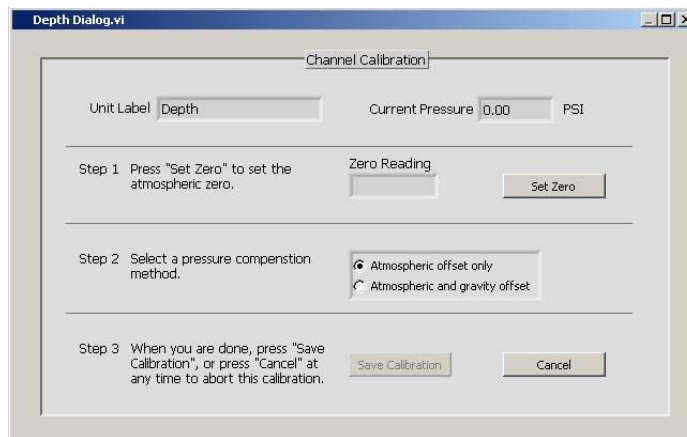 Depth Dialog.vi
Channel Calibration
Unit Label Depth Current Pressure 0.00 PSI
Step 1 Press "Set Zero" to set the
atmospheric zero.
Zero Reading
Set Zero
Step 2 Select a pressure compenstion
method.
Atmospheric offset only
Atmospheric and gravity offset
Step 3 When you are done, press "Save
Calibration", or press "Cancel" at
any time to abort this calibration.
Save Calibration
Cancel